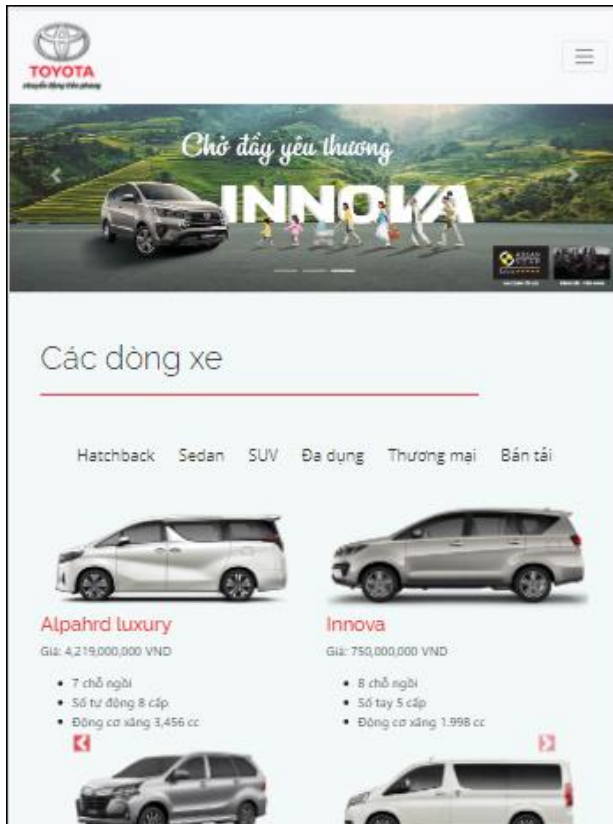 TOYOTA
Chở đầy yêu thương
INNOVA
Các dòng xe
Hatchback Sedan SUV Đa dụng Thương mại Bán tải
Alpahrd luxury
Giá: 4,219,000,000 VND
7 chỗ ngồi
Số tự động 8 cấp
Động cơ xăng 3,456 cc
Innova
Giá: 750,000,000 VND
8 chỗ ngồi
Số tay 5 cấp
Động cơ xăng 1.998 cc